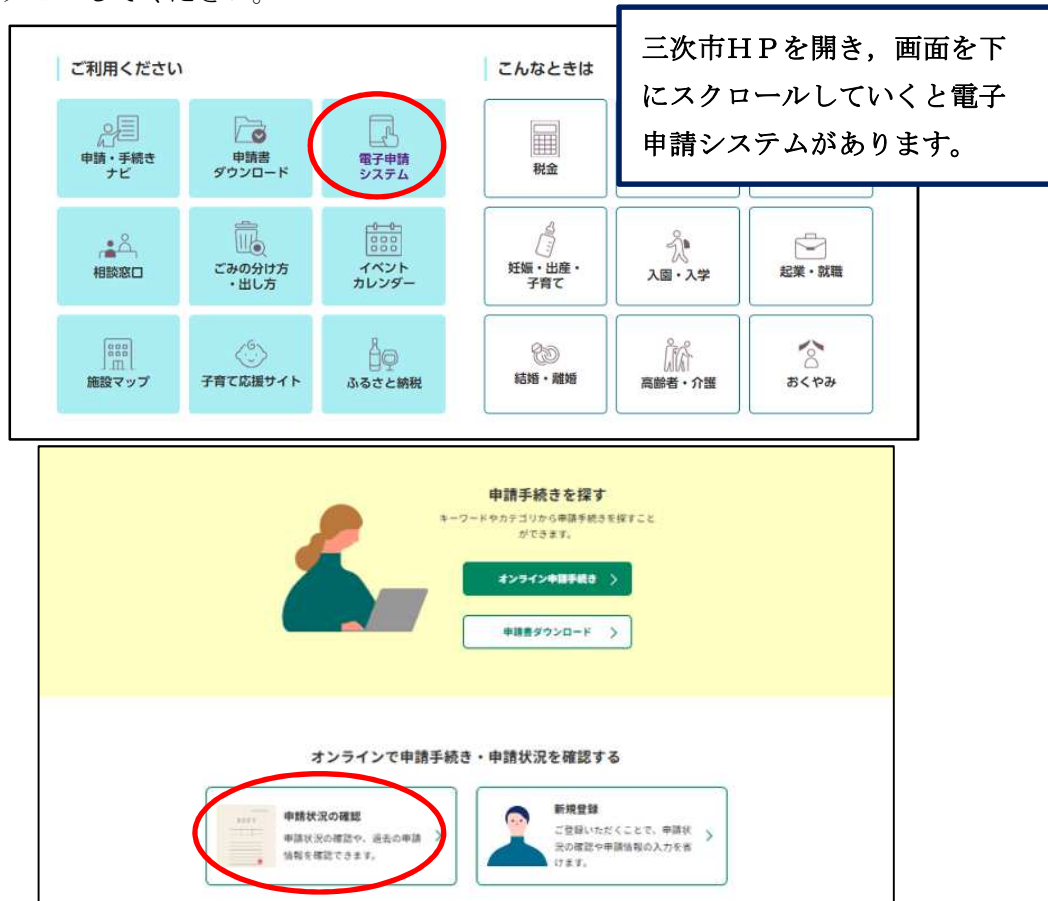 してください。
三次市HPを開き，画面を下
にスクロールしていくと電子
申請システムがあります。
ご利用ください
申請・手続き
ナビ
申請書
ダウンロード
電子申請
システム
相談窓口
ごみの分け方
・出し方
イベント
カレンダー
施設マップ
子育て応援サイト
ふるさと納税
こんなときは
税金
妊娠・出産・
子育て
入園・入学
起業・就職
結婚・離婚
高齢者・介護
おくやみ
申請手続きを探す
キーワードやカテゴリから申請手続きを探すこと
ができます。
オンライン申請手続き
申請書ダウンロード
オンラインで申請手続き・申請状況を確認する
申請状況の確認
申請状況の確認や、過去の申請
情報を確認できます。
新規登録
ご登録いただくことで、申請状
況の確認や申請情報の入力を省
けます。